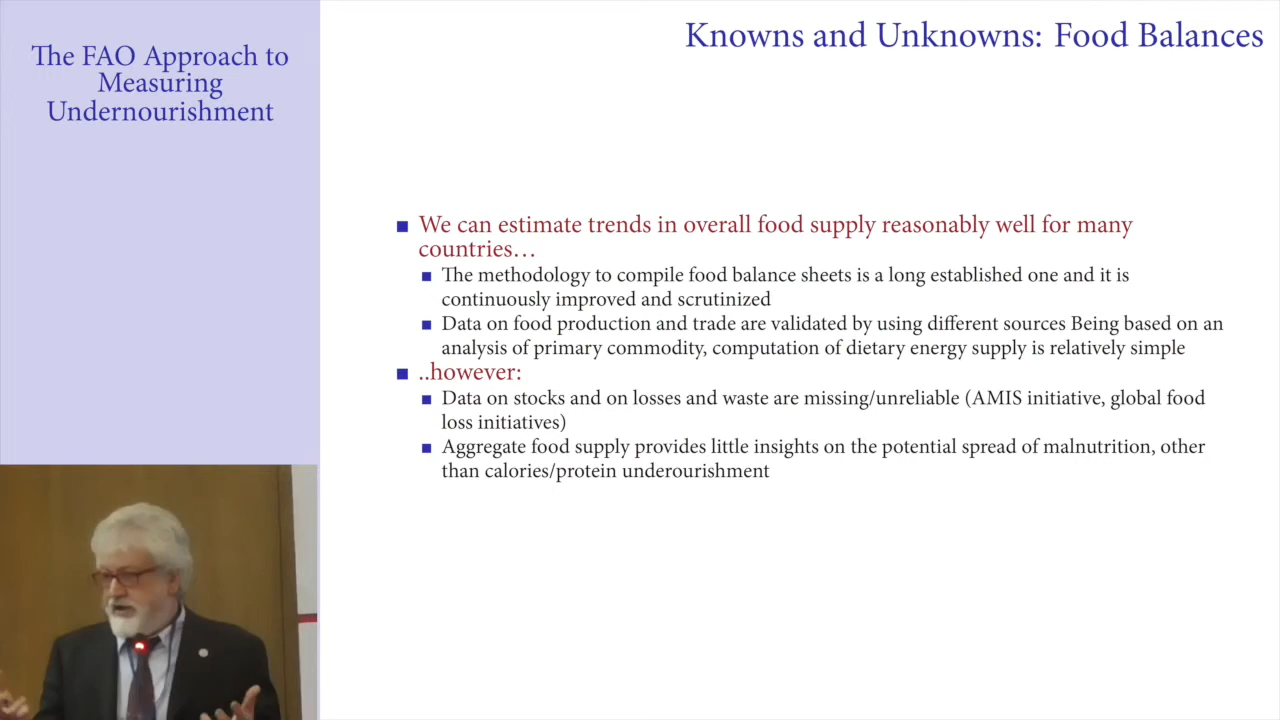 The FAO Approach to
Measuring
Undernourishment
Knowns and Unknowns: Food Balances
We can estimate trends in overall food supply reasonably well for many
countries…
The methodology to compile food balance sheets is a long established one and it is
continuously improved and scrutinized
Data on food production and trade are validated by using different sources Being based on an
analysis of primary commodity, computation of dietary energy supply is relatively simple
..however:
Data on stocks and on losses and waste are missing/unreliable (AMIS initiative, global food
loss initiatives)
Aggregate food supply provides little insights on the potential spread of malnutrition, other
than calories/protein underourishment